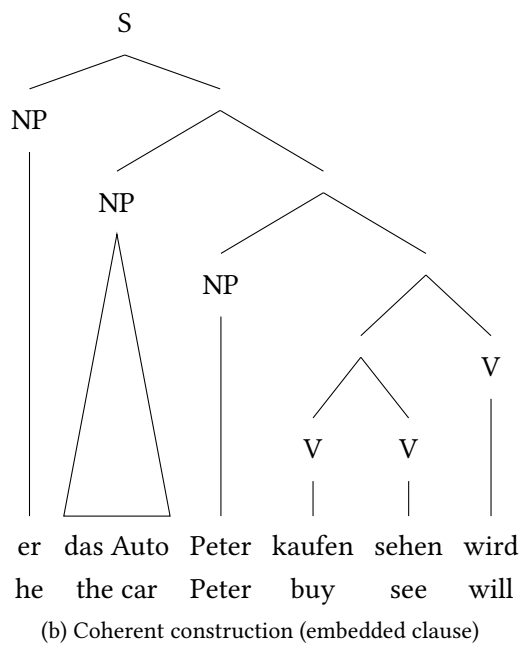 S
NP
NP
NP
V
V V
er das Auto Peter kaufen sehen wird
he the car Peter buy see will
(b) Coherent construction (embedded clause)